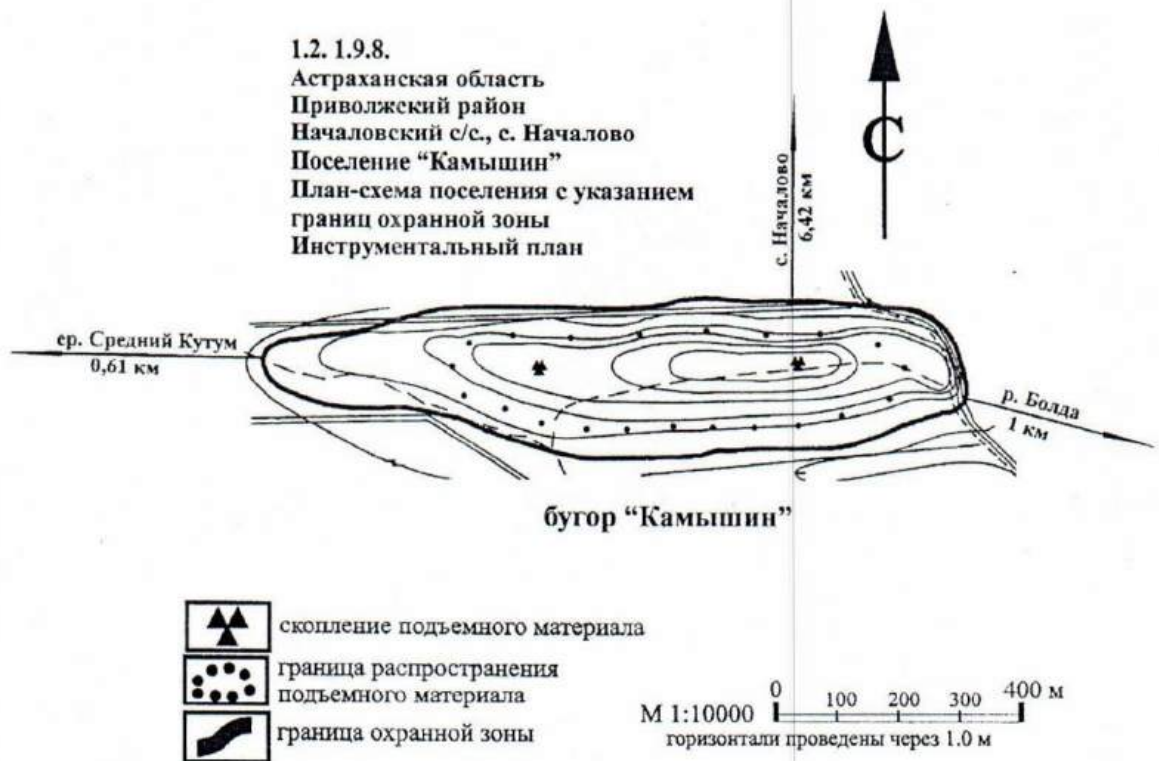 1.2. 1.9.8.
Астраханская область
Приволжский район
Началовский с/с., с. Началово
Поселение “Камышин”
План-схема поселения с указанием
границ охранной зоны
Инструментальный план
С
с. Началово
6,42 км
ер. Средний Кутум
0,61 км
р. Болда
1 км
бугор “Камышин”
скопление подъемного материала
граница распространения
подъемного материала
граница охранной зоны
М 1:10000
0 100 200 300 400 м
горизонтали проведены через 1.0 м